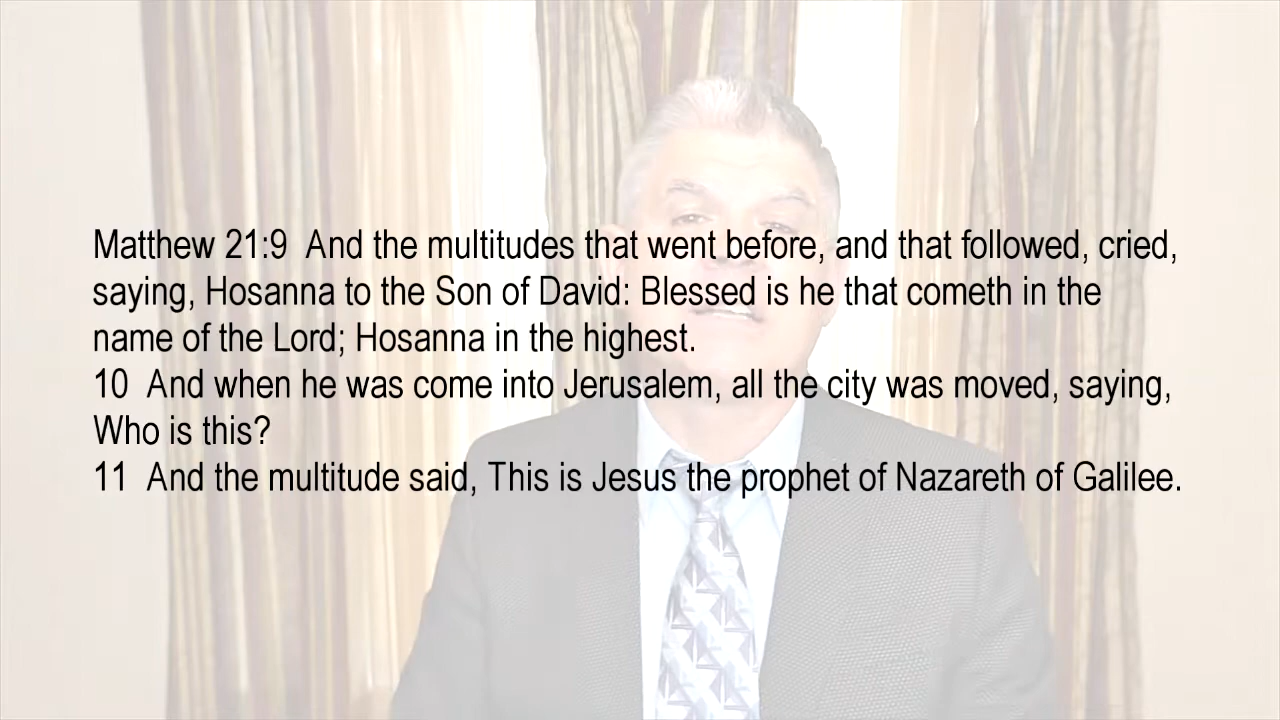 Matthew 21:9  And the multitudes that went before, and that followed, cried,
saying, Hosanna to the Son of David: Blessed is he that cometh in the
name of the Lord; Hosanna in the highest.
10  And when he was come into Jerusalem, all the city was moved, saying,
Who is this?
11  And the multitude said, This is Jesus the prophet of Nazareth of Galilee.